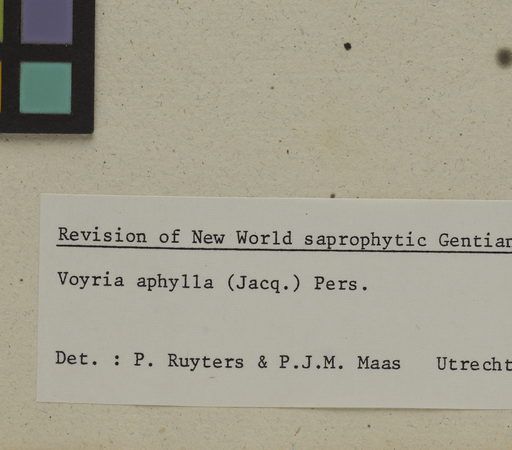 Revision of New World saprophytic Gentian
Voyria aphylla (Jacq.) Pers.
Det. : P. Ruyters & P.J.M. Maas Utrecht